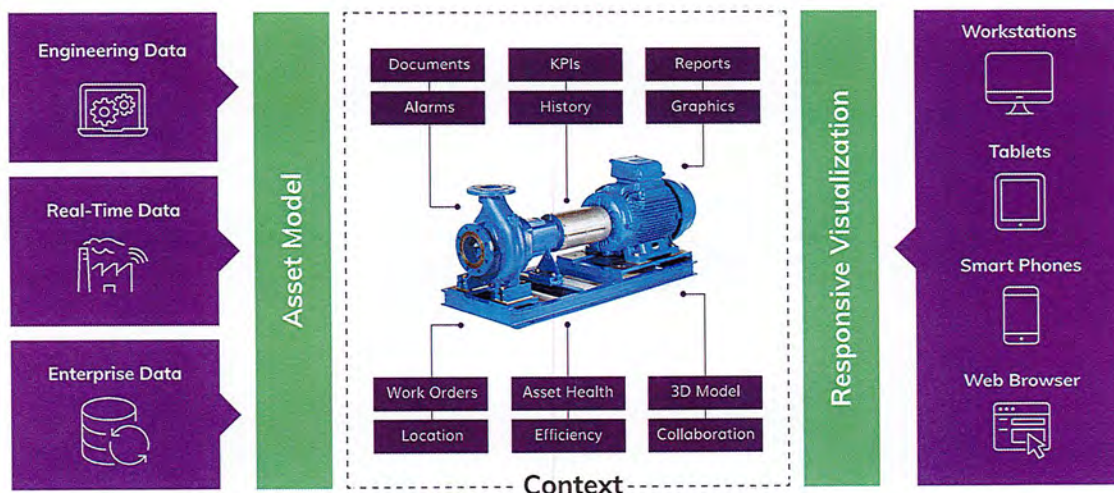 Engineering Data
Real-Time Data
Enterprise Data
Asset Model
Documents
KPIs
Reports
Alarms
History
Graphics
Work Orders
Asset Health
3D Model
Location
Efficiency
Collaboration
Context
Responsive Visualization
Workstations
Tablets
Smart Phones
Web Browser